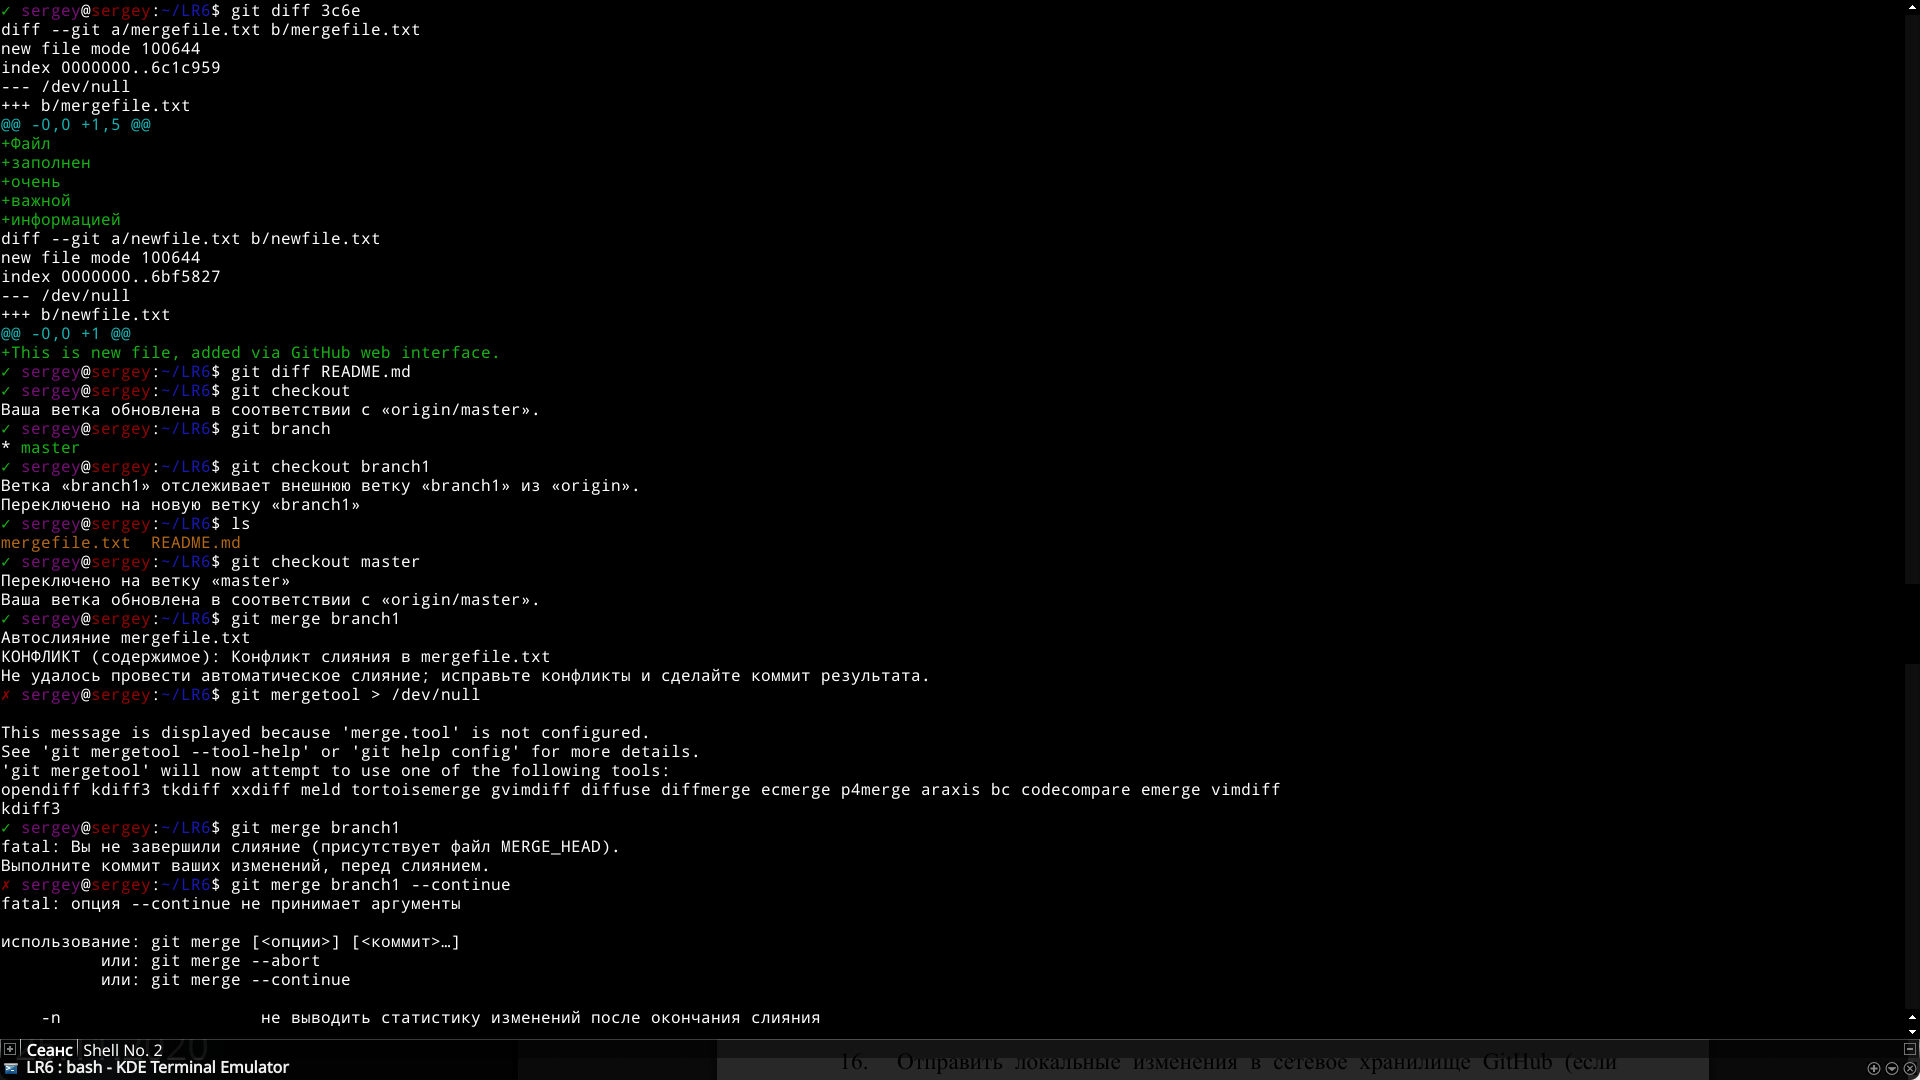 ✓ sergey@sergey:~/LR6$ git diff 3c6e
diff --git a/mergefile.txt b/mergefile.txt
new file mode 100644
index 0000000..6c1c959
--- /dev/null
+++ b/mergefile.txt
@@ -0,0 +1,5 @@
+Файл
+заполнен
+очень
+важной
+информацией
diff --git a/newfile.txt b/newfile.txt
new file mode 100644
index 0000000..6bf5827
--- /dev/null
+++ b/newfile.txt
@@ -0,0 +1 @@
+This is new file, added via GitHub web interface.
✓ sergey@sergey:~/LR6$ git diff README.md
✓ sergey@sergey:~/LR6$ git checkout
Ваша ветка обновлена в соответствии с «origin/master».
✓ sergey@sergey:~/LR6$ git branch
* master
✓ sergey@sergey:~/LR6$ git checkout branch1
Ветка «branch1» отслеживает внешнюю ветку «branch1» из «origin».
Переключено на новую ветку «branch1»
✓ sergey@sergey:~/LR6$ ls
mergefile.txt  README.md
✓ sergey@sergey:~/LR6$ git checkout master
Переключено на ветку «master»
Ваша ветка обновлена в соответствии с «origin/master».
✓ sergey@sergey:~/LR6$ git merge branch1
Автослияние mergefile.txt
КОНФЛИКТ (содержимое): Конфликт слияния в mergefile.txt
Не удалось провести автоматическое слияние; исправьте конфликты и сделайте коммит результата.
✗ sergey@sergey:~/LR6$ git mergetool > /dev/null
This message is displayed because 'merge.tool' is not configured.
See 'git mergetool --tool-help' or 'git help config' for more details.
'git mergetool' will now attempt to use one of the following tools:
opendiff kdiff3 tkdiff xxdiff meld tortoisemerge gvimdiff diffuse diffmerge ecmerge p4merge araxis bc codecompare emerge vimdiff
kdiff3
✓ sergey@sergey:~/LR6$ git merge branch1
fatal: Вы не завершили слияние (присутствует файл MERGE_HEAD).
Выполните коммит ваших изменений, перед слиянием.
✗ sergey@sergey:~/LR6$ git merge branch1 --continue
fatal: опция --continue не принимает аргументы
использование: git merge [<опции>] [<коммит>…]
или: git merge --abort
или: git merge --continue
-n                    не выводить статистику изменений после окончания слияния
Сеанс Shell No. 2
16. Отправить локальные изменения в сетевое хранилище GitHub (если
LR6 : bash - KDE Terminal Emulator